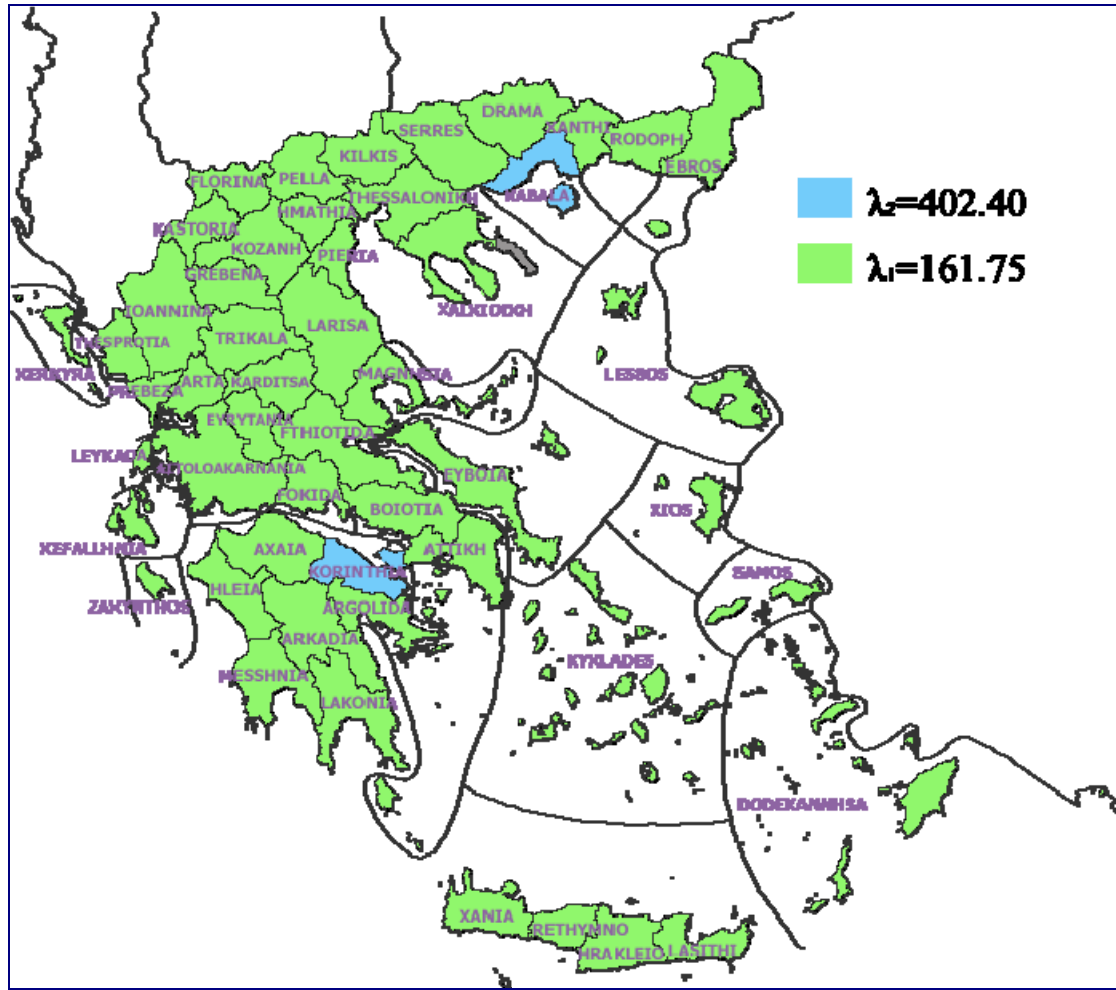 DRAMA
SERRES
XANTHI
RODOPH
KILKIS
EBROS
PELLA
FLORINA
KABALA
THESSALONIKH
HMATHIA
KASTORIA
KOZANH
PIERIA
GREBENA
XALKIDIKH
IOANNINA
LARISA
THESPROTIA
TRIKALA
KERKYRA
MAGNHSIA
LESBOS
PREBEZA
ARTA
KARDITSA
EYRYTANIA
FTHIOTIDA
LEYKADA
AITOLOAKARNANIA
EYBOIA
FOKIDA
BOIOTIA
XIOS
KEFALLHNIA
AXAIA
ATTIKH
KORINTHIA
SAMOS
HLEIA
ZAKYNTHOS
ARGOLIDA
ARKADIA
KYKLADES
MESSHNIA
LAKONIA
DODEKANNHSA
XANIA
RETHYMNO
HRAKLEIO
LASITHI
λ₂=402.40
λ₁=161.75